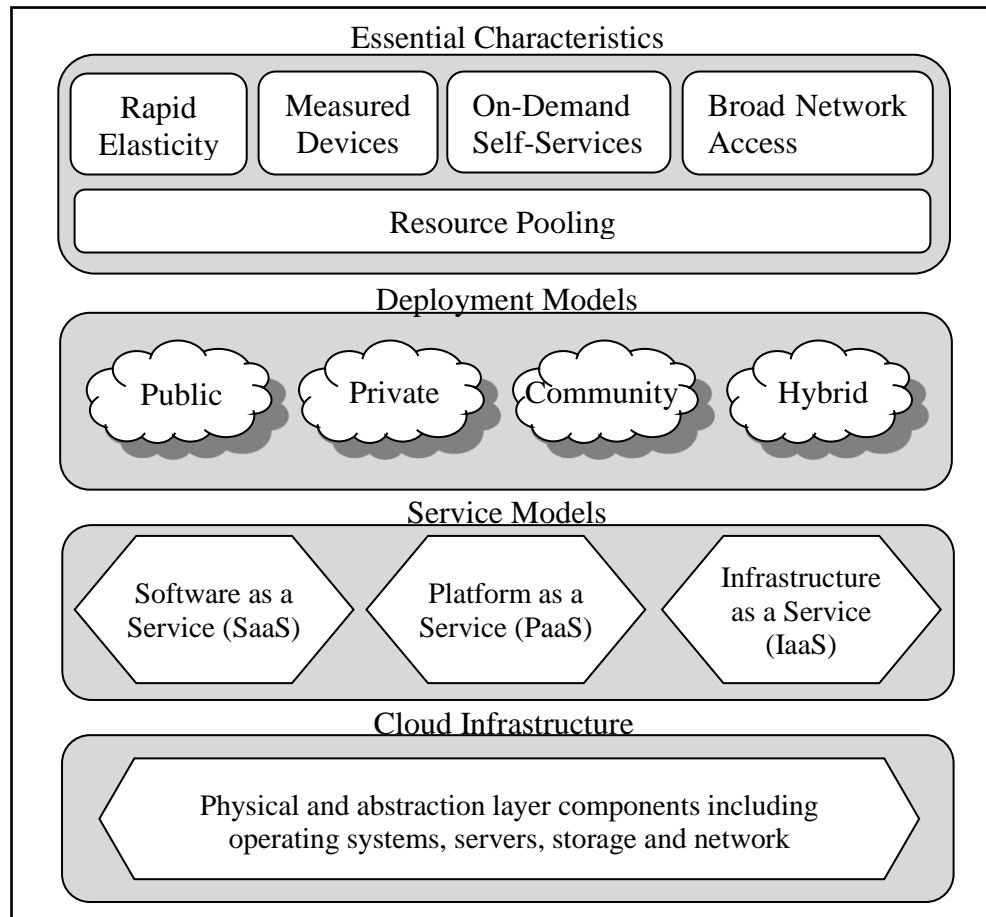 Essential Characteristics
Rapid
Elasticity
Measured
Devices
On-Demand
Self-Services
Broad Network
Access
Resource Pooling
Deployment Models
Public
Private
Community
Hybrid
Service Models
Software as a
Service (SaaS)
Platform as a
Service (PaaS)
Infrastructure
as a Service
(IaaS)
Cloud Infrastructure
Physical and abstraction layer components including
operating systems, servers, storage and network